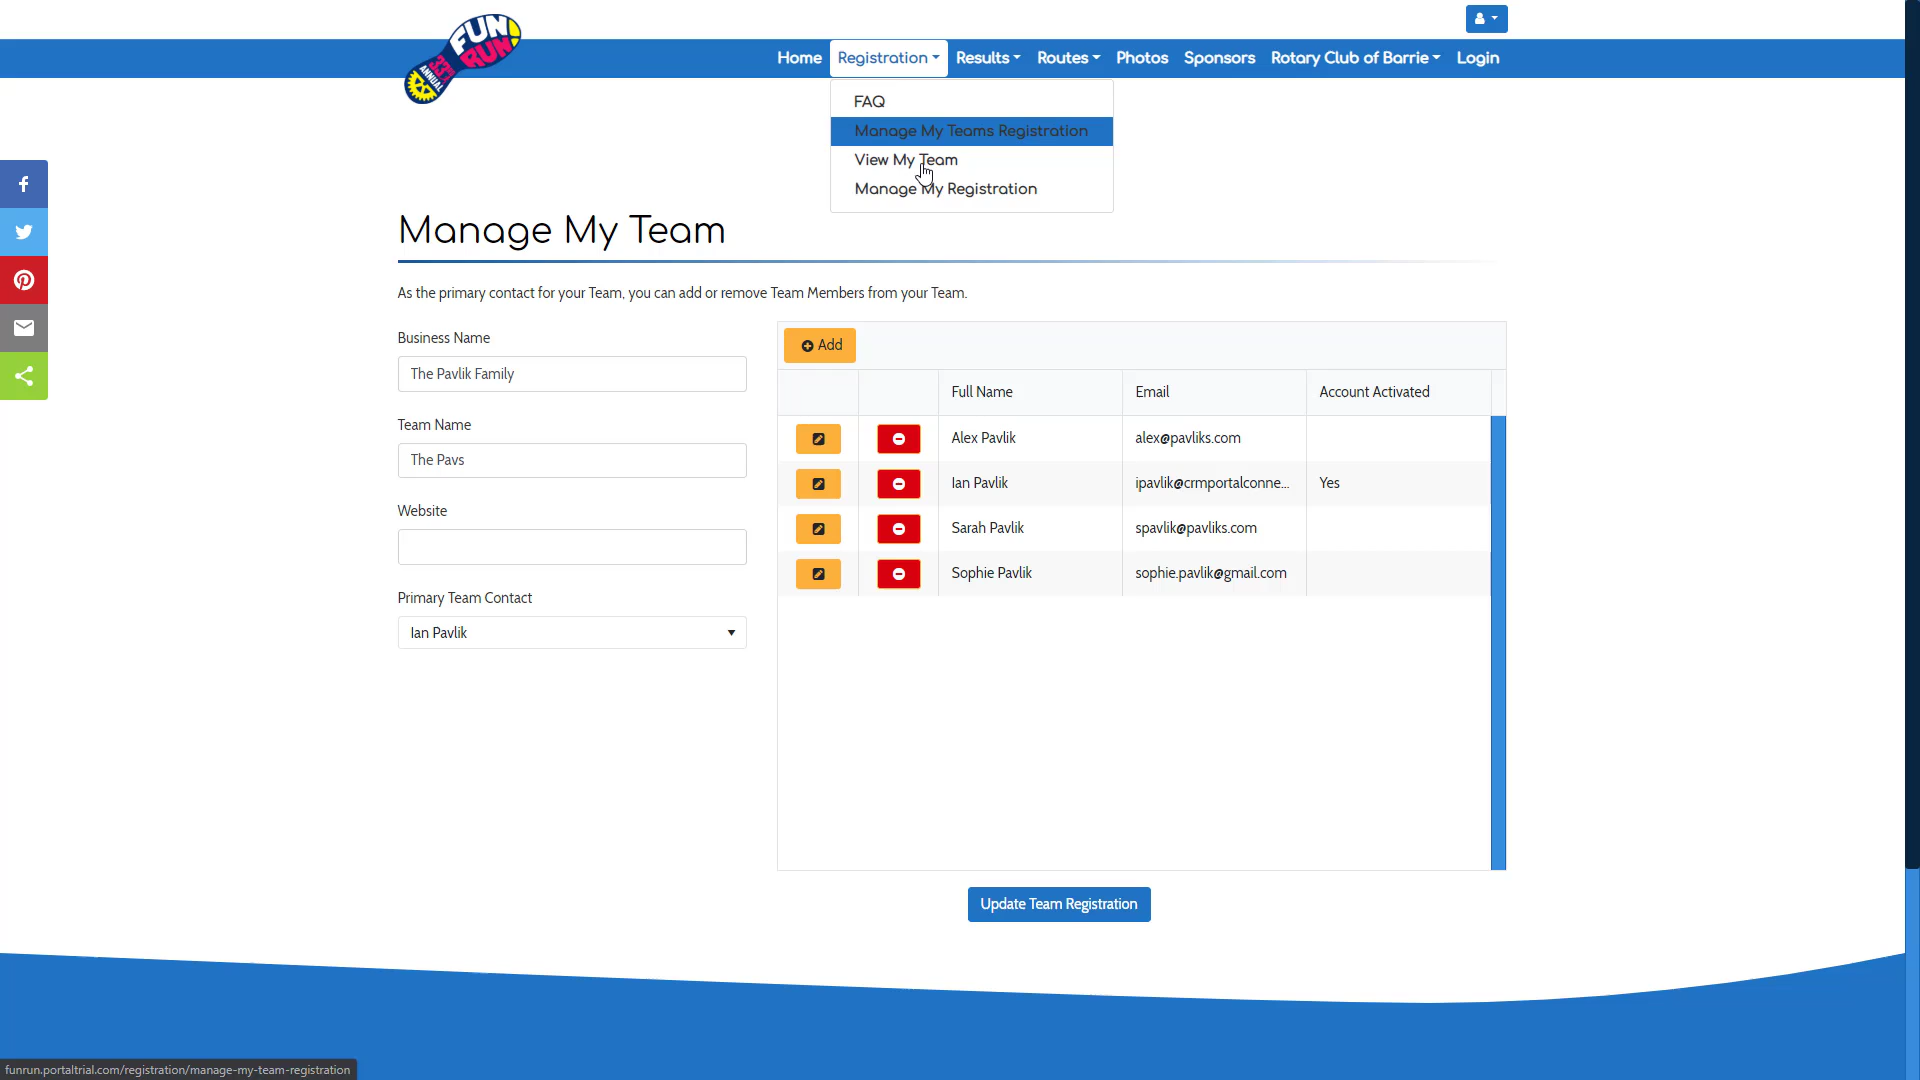 FUN
RUN
33RD
ANNUAL
Home
Registration
Results
Routes
Photos
Sponsors
Rotary Club of Barrie
Login
FAQ
Manage My Teams Registration
View My Team
Manage My Registration
Manage My Team
As the primary contact for your Team, you can add or remove Team Members from your Team.
Business Name
The Pavlik Family
Team Name
The Pavs
Website
Primary Team Contact
Ian Pavlik
Add
Full Name Email Account Activated
Alex Pavlik alex@pavliks.com
Ian Pavlik ipavlik@crmportalconne... Yes
Sarah Pavlik spavlik@pavliks.com
Sophie Pavlik sophie.pavlik@gmail.com
Update Team Registration
funrun.portaltrial.com/registration/manage-my-team-registration